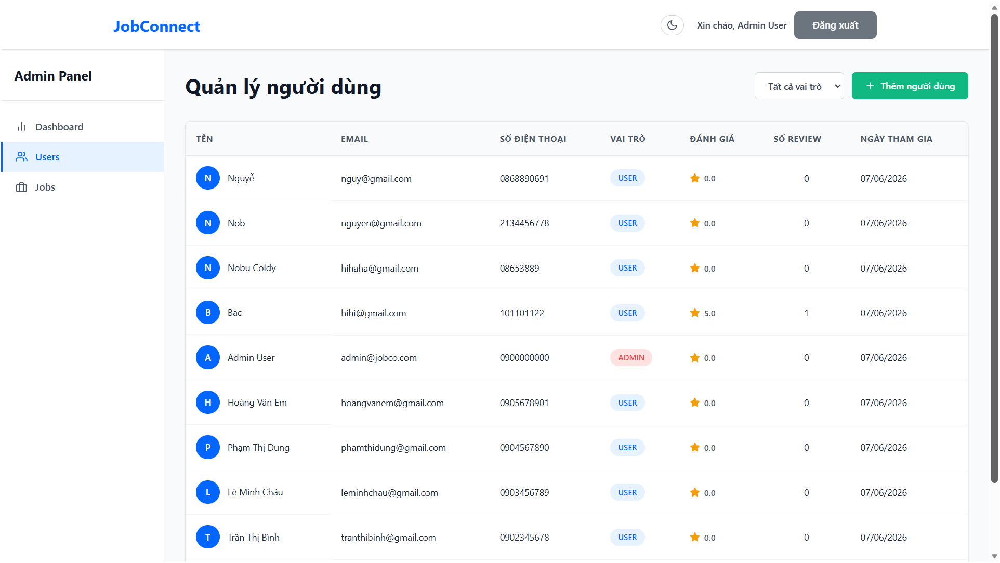 JobConnect
Xin chào, Admin User
Đăng xuất
Admin Panel
Dashboard
Users
Jobs
Quản lý người dùng
Tất cả vai trò
+ Thêm người dùng
TÊN EMAIL SỐ ĐIỆN THOẠI VAI TRÒ ĐÁNH GIÁ SỐ REVIEW NGÀY THAM GIA
N Nguyễ nguy@gmail.com 0868890691 USER 0.0 0 07/06/2026
N Nob nguyen@gmail.com 2134456778 USER 0.0 0 07/06/2026
N Nobu Coldy hihaha@gmail.com 08653889 USER 0.0 0 07/06/2026
B Bac hihi@gmail.com 101101122 USER 5.0 1 07/06/2026
A Admin User admin@jobco.com 0900000000 ADMIN 0.0 0 07/06/2026
H Hoàng Văn Em hoangvanem@gmail.com 0905678901 USER 0.0 0 07/06/2026
P Phạm Thị Dung phamthidung@gmail.com 0904567890 USER 0.0 0 07/06/2026
L Lê Minh Châu leminhchau@gmail.com 0903456789 USER 0.0 0 07/06/2026
T Trần Thị Bình tranthibinh@gmail.com 0902345678 USER 0.0 0 07/06/2026